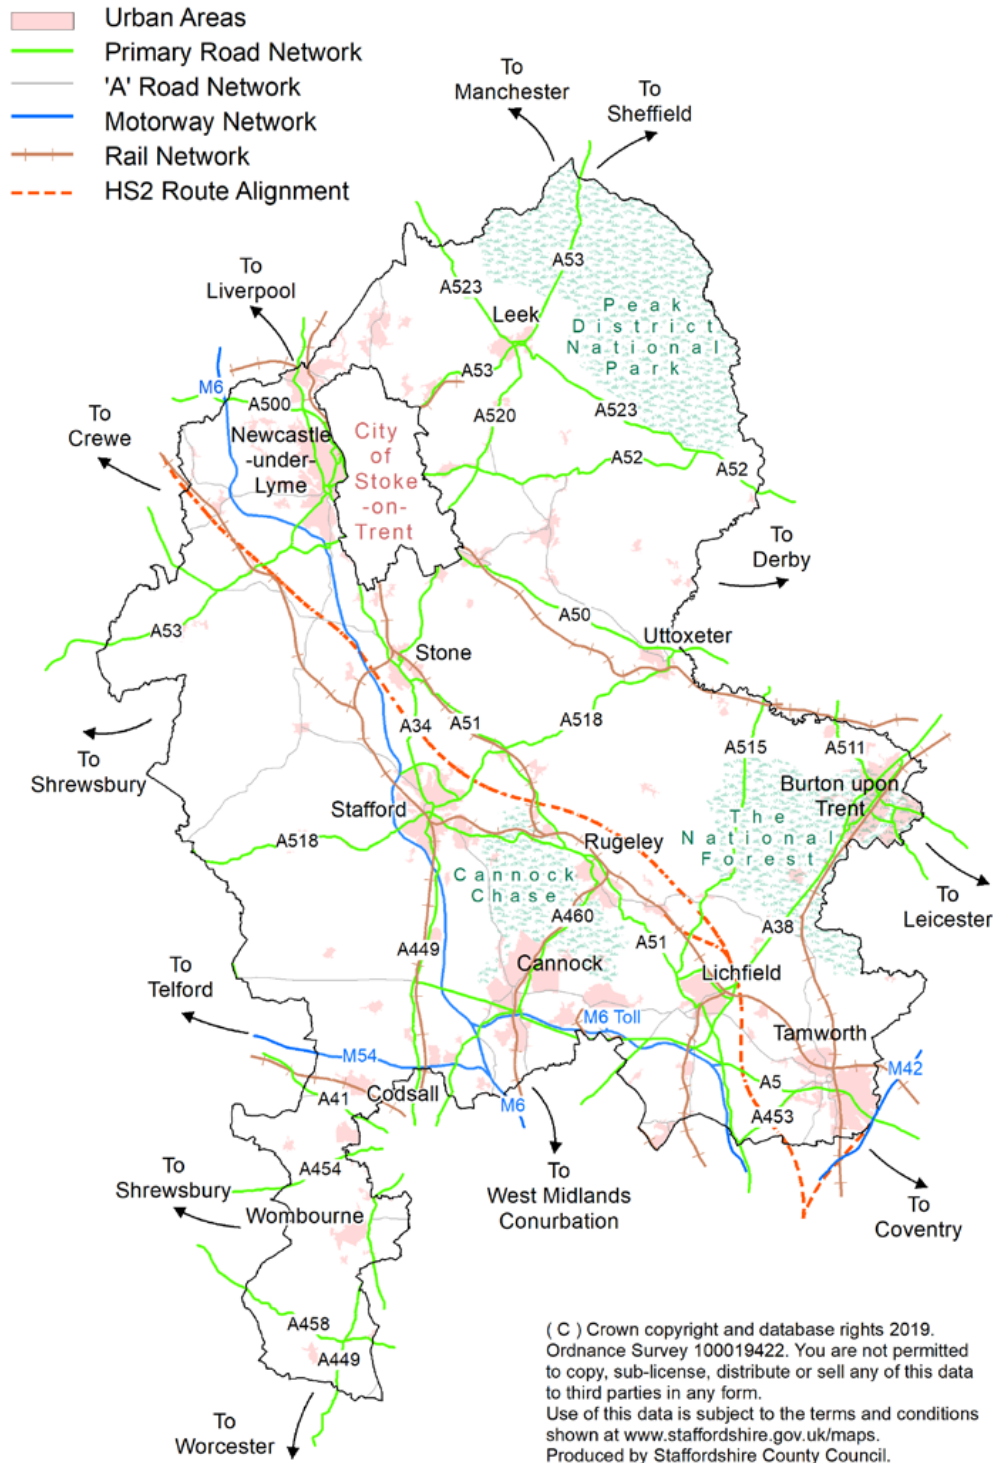 Urban Areas
Primary Road Network
'A' Road Network
Motorway Network
Rail Network
HS2 Route Alignment
To
Manchester
To
Sheffield
To
Liverpool
A53
A523
Leek
Peak
District
National
Park
M6
A500
A53
A520
A523
To
Crewe
Newcastle
-under-
Lyme
City
of
Stoke
-on-
Trent
A52
A52
To
Derby
A50
A53
Stone
Uttoxeter
A34
A51
A518
A515
A511
To
Shrewsbury
Stafford
Burton upon
Trent
The
National
Forest
A518
Rugeley
Cannock
Chase
To
Leicester
A460
A38
A449
A51
Cannock
Lichfield
To
Telford
M6 Toll
Tamworth
M54
M42
A5
A41
Codsall
M6
A453
To
Shrewsbury
A454
To
West Midlands
Conurbation
Wombourne
To
Coventry
A458
A449
To
Worcester
( C ) Crown copyright and database rights 2019.
Ordnance Survey 100019422. You are not permitted
to copy, sub-license, distribute or sell any of this data
to third parties in any form.
Use of this data is subject to the terms and conditions
shown at www.staffordshire.gov.uk/maps.
Produced by Staffordshire County Council.